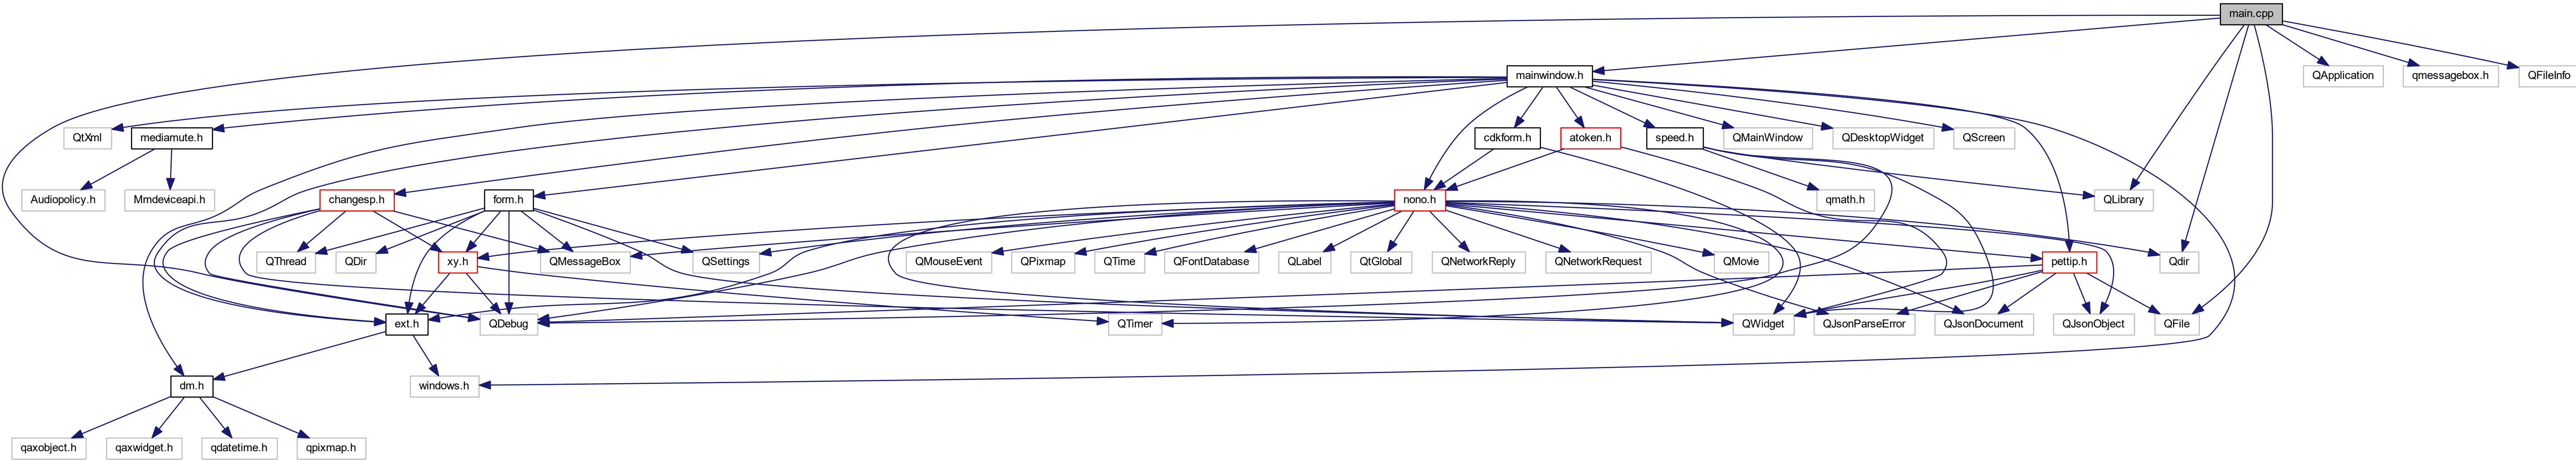 main.cpp
mainwindow.h
QApplication
qmessagebox.h
QFileInfo
QtXml
mediamute.h
cdkform.h
atoken.h
speed.h
QMainWindow
QDesktopWidget
QScreen
Audiopolicy.h
Mmdeviceapi.h
changesp.h
form.h
nono.h
qmath.h
QLibrary
QThread
QDir
xy.h
QMessageBox
QSettings
QMouseEvent
QPixmap
QTime
QFontDatabase
QLabel
QtGlobal
QNetworkReply
QNetworkRequest
QMovie
pettip.h
Qdir
ext.h
QDebug
QTimer
QWidget
QJsonParseError
QJsonDocument
QJsonObject
QFile
dm.h
windows.h
qaxobject.h
qaxwidget.h
qdatetime.h
qpixmap.h